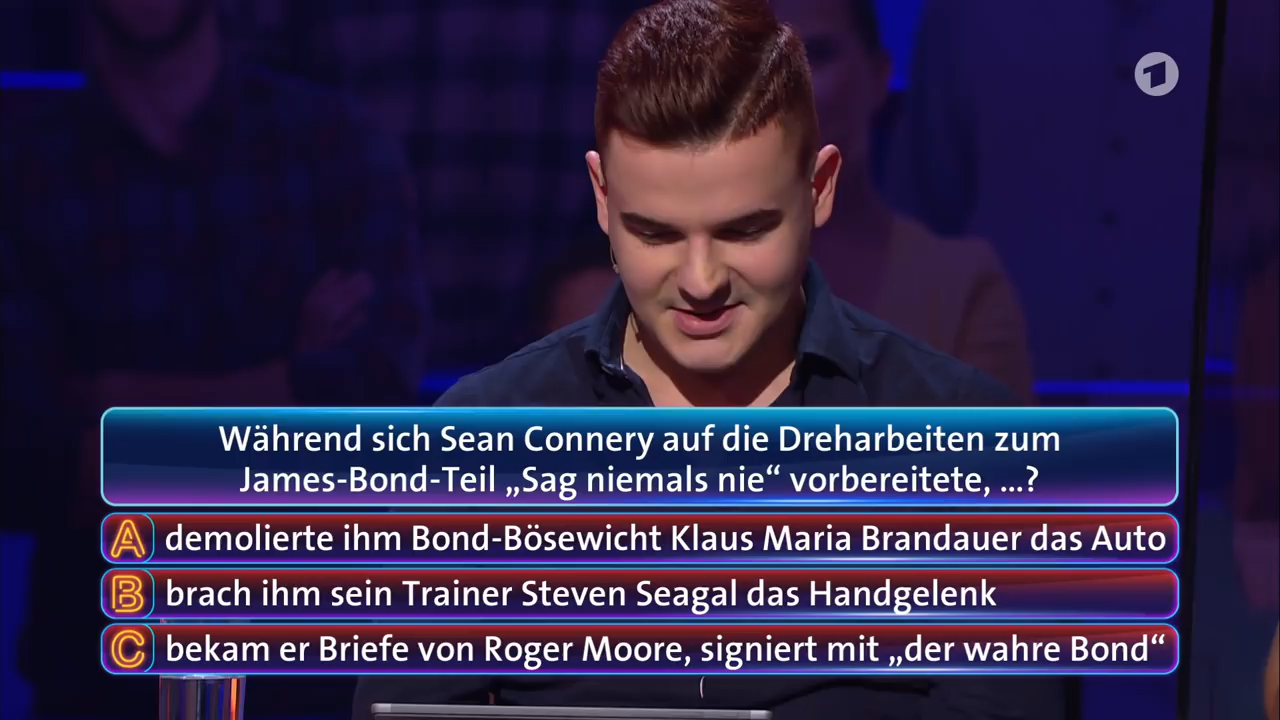 1
Während sich Sean Connery auf die Dreharbeiten zum
James-Bond-Teil „Sag niemals nie“ vorbereitete, ...?
A demolierte ihm Bond-Bösewicht Klaus Maria Brandauer das Auto
B brach ihm sein Trainer Steven Seagal das Handgelenk
C bekam er Briefe von Roger Moore, signiert mit „der wahre Bond“